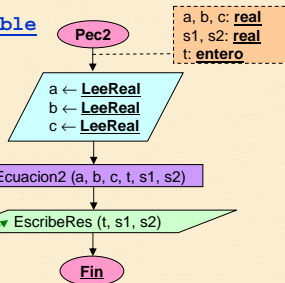 ble
Pec2
a, b, c: real
s1, s2: real
t: entero
a ← LeeReal
b ← LeeReal
c ← LeeReal
Ecuacion2 (a, b, c, t, s1, s2)
EscribeRes (t, s1, s2)
Fin